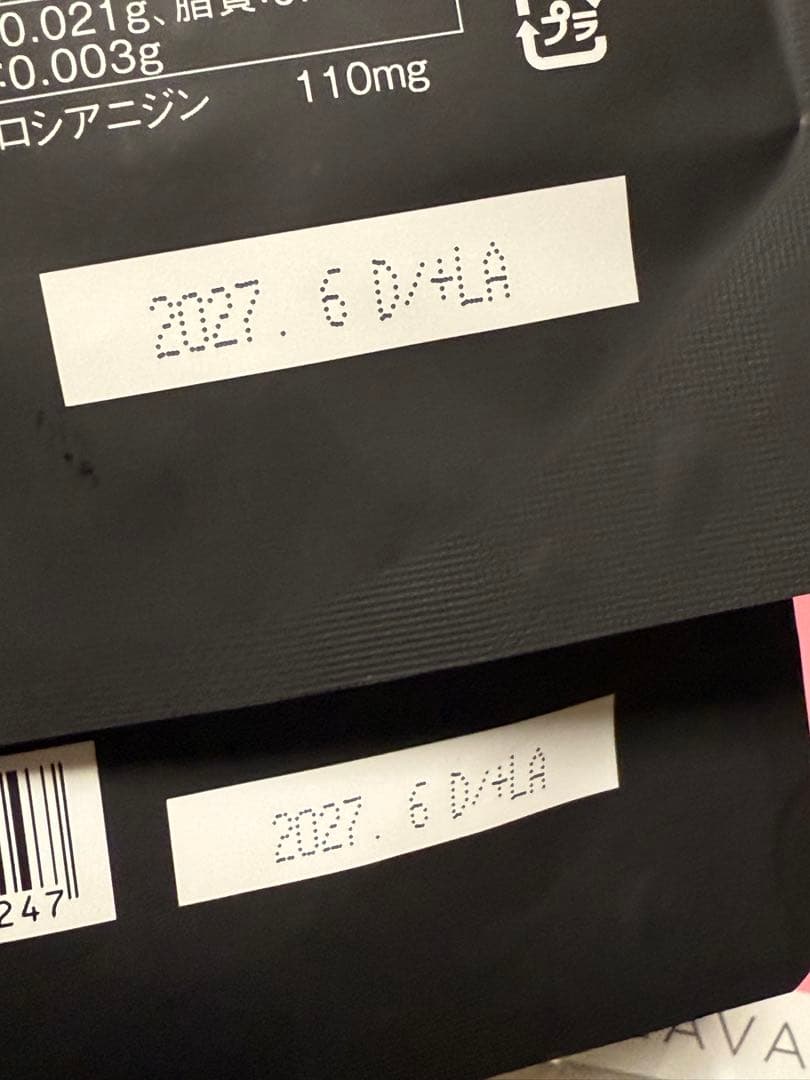 0.021g、脂質:0.
:0.003g
プラ
ロシアニジン 110mg
2027. 6 D/+LA
2027. 6 D/+LA
247
AVA